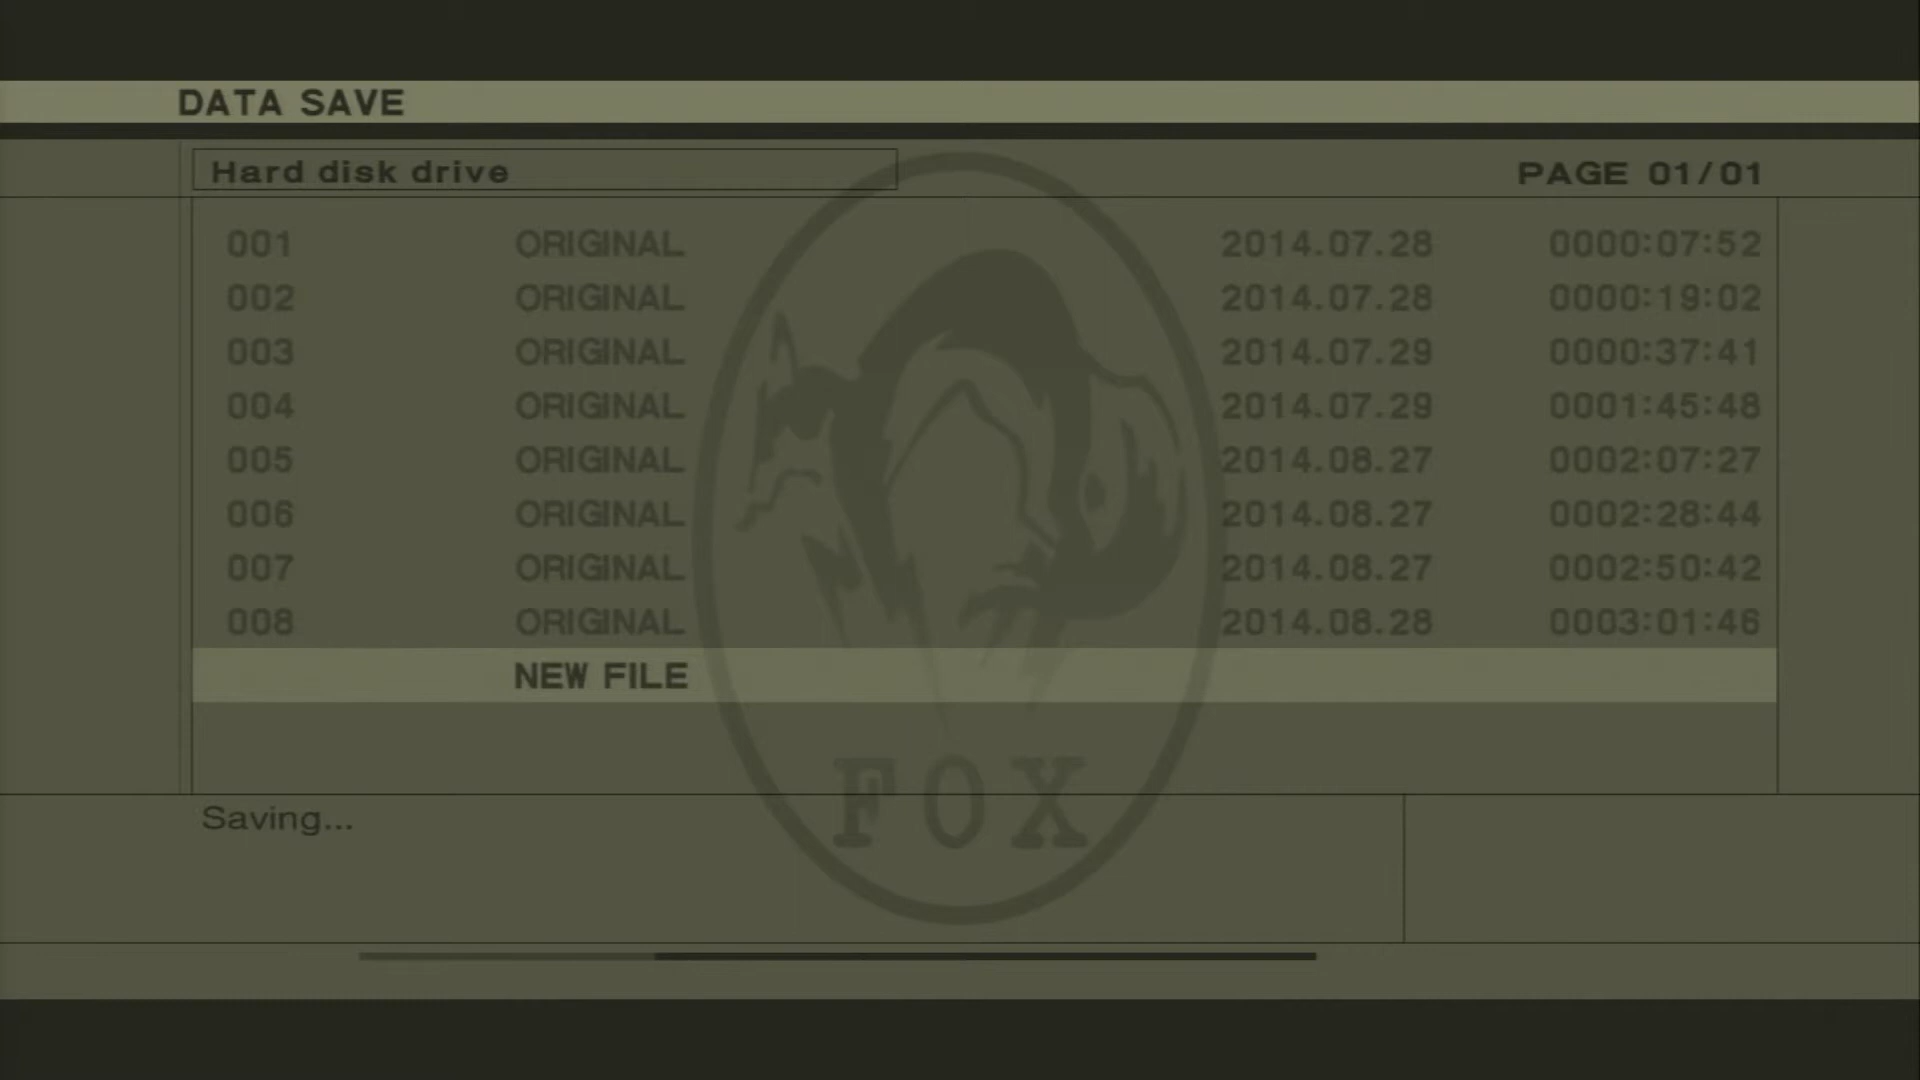 DATA SAVE
Hard disk drive PAGE 01/01
001 ORIGINAL 2014.07.28 0000:07:52
002 ORIGINAL 2014.07.28 0000:19:02
003 ORIGINAL 2014.07.29 0000:37:41
004 ORIGINAL 2014.07.29 0001:45:48
005 ORIGINAL 2014.08.27 0002:07:27
006 ORIGINAL 2014.08.27 0002:28:44
007 ORIGINAL 2014.08.27 0002:50:42
008 ORIGINAL 2014.08.28 0003:01:46
NEW FILE
FOX
Saving...